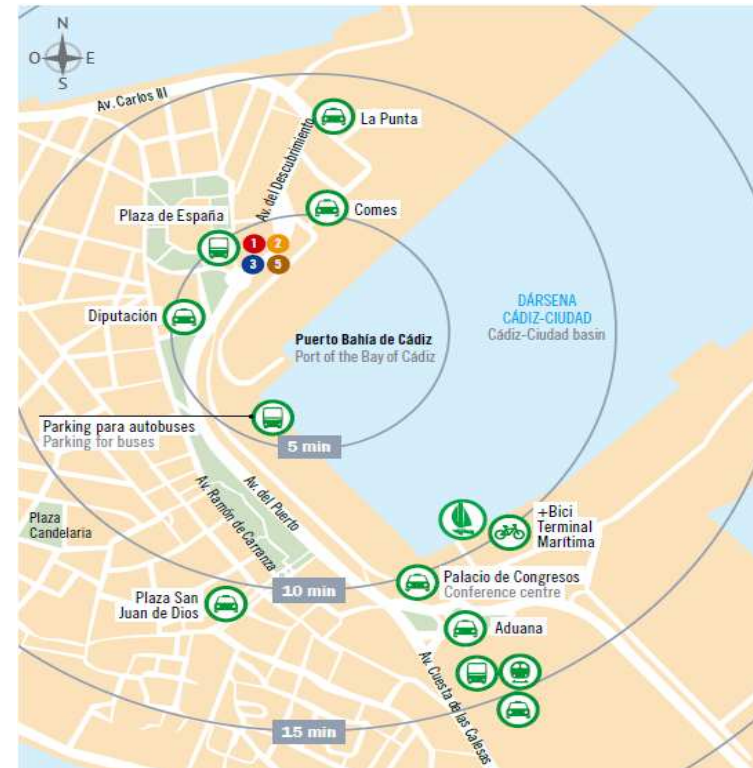 N
O
E
S
Av. Carlos III
La Punta
Av. del Descubrimiento
Comes
Plaza de España
1
2
3
5
Diputación
DÁRSENA
CÁDIZ-CIUDAD
Cádiz-Ciudad basin
Puerto Bahía de Cádiz
Port of the Bay of Cádiz
Parking para autobuses
Parking for buses
5 min
Av. del Puerto
Av. Ramón de Carranza
Plaza
Candelaria
+Bici
Terminal
Marítima
Palacio de Congresos
Conference centre
10 min
Plaza San
Juan de Dios
Aduana
Av. Cuesta de las Calesas
15 min